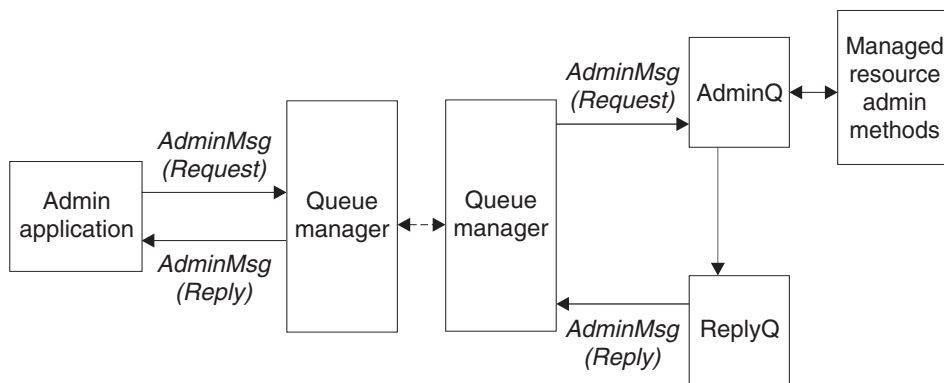 Managed
resource
admin
methods
AdminMsg
(Request)
AdminQ
AdminMsg
(Request)
Admin
application
Queue
manager
Queue
manager
AdminMsg
(Reply)
AdminMsg
(Reply)
ReplyQ